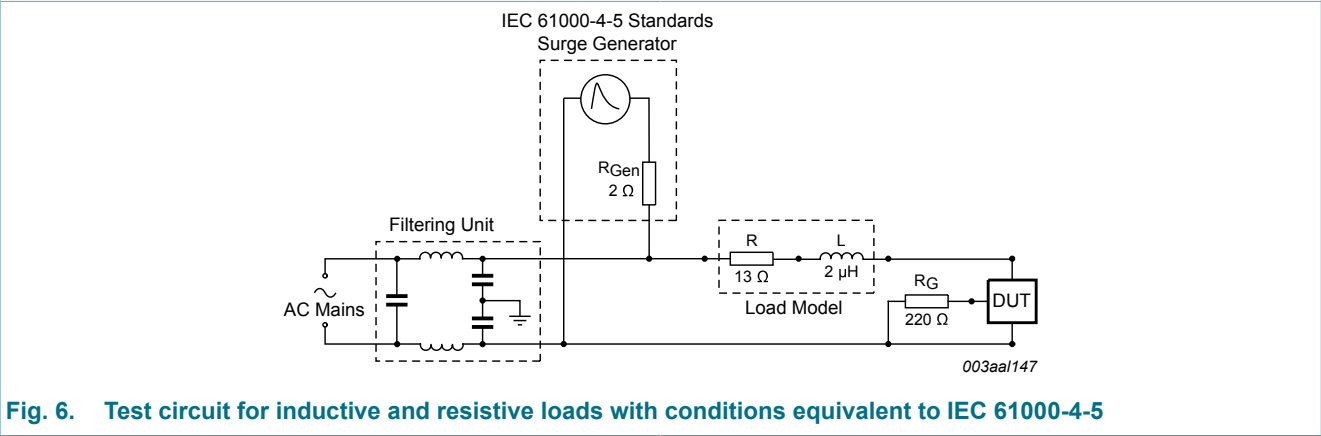 IEC 61000-4-5 Standards
Surge Generator
RGen
2 Ω
Filtering Unit
AC Mains
R
13 Ω
L
2 μH
Load Model
RG
220 Ω
DUT
003aal147
Fig. 6. Test circuit for inductive and resistive loads with conditions equivalent to IEC 61000-4-5